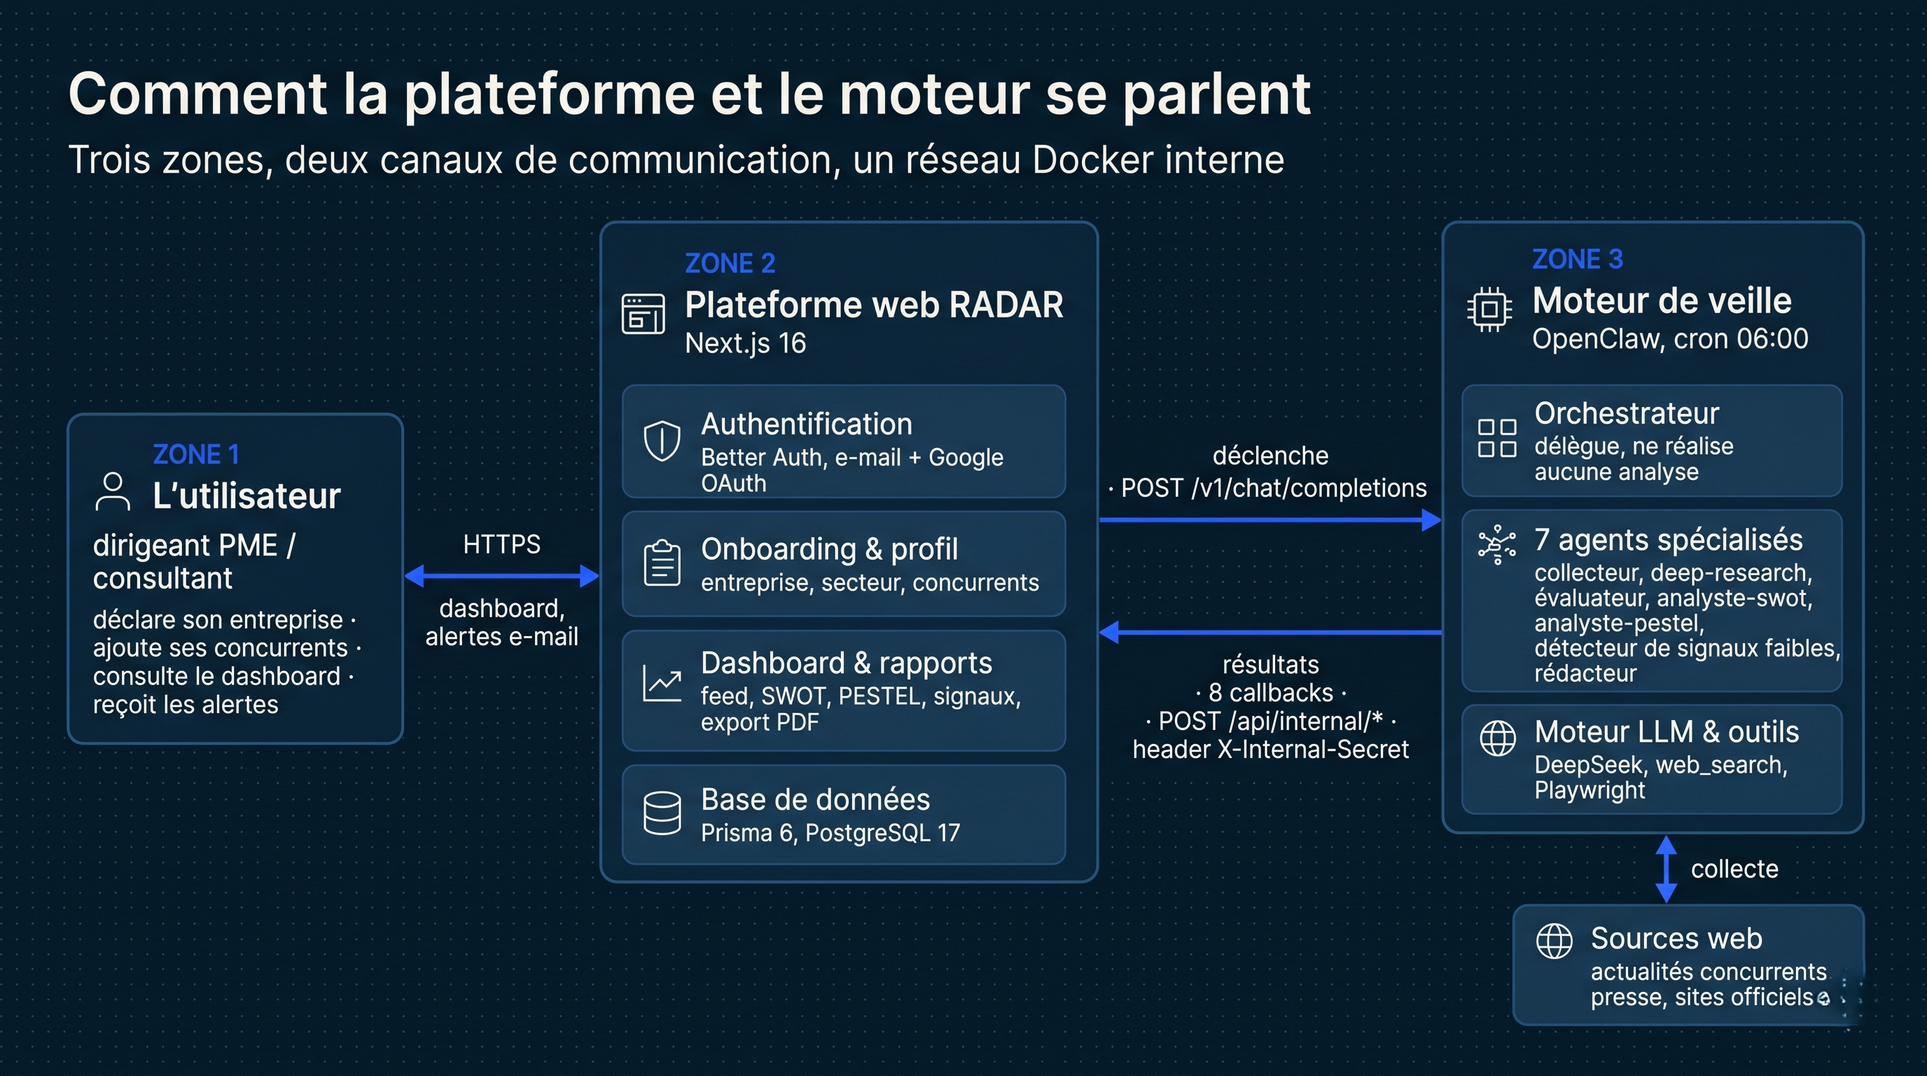 Comment la plateforme et le moteur se parlent
Trois zones, deux canaux de communication, un réseau Docker interne
ZONE 1
L’utilisateur
dirigeant PME /
consultant
déclare son entreprise ·
ajoute ses concurrents ·
consulte le dashboard ·
reçoit les alertes
HTTPS
dashboard,
alertes e-mail
ZONE 2
Plateforme web RADAR
Next.js 16
Authentification
Better Auth, e-mail + Google
OAuth
Onboarding & profil
entreprise, secteur, concurrents
Dashboard & rapports
feed, SWOT, PESTEL, signaux,
export PDF
Base de données
Prisma 6, PostgreSQL 17
déclenche
· POST /v1/chat/completions
résultats
· 8 callbacks ·
· POST /api/internal/* ·
header X-Internal-Secret
ZONE 3
Moteur de veille
OpenClaw, cron 06:00
Orchestrateur
délègue, ne réalise
aucune analyse
7 agents spécialisés
collecteur, deep-research,
évaluateur, analyste-swot,
analyste-pestel,
détecteur de signaux faibles,
rédacteur
Moteur LLM & outils
DeepSeek, web_search,
Playwright
collecte
Sources web
actualités concurrents
presse, sites officiels